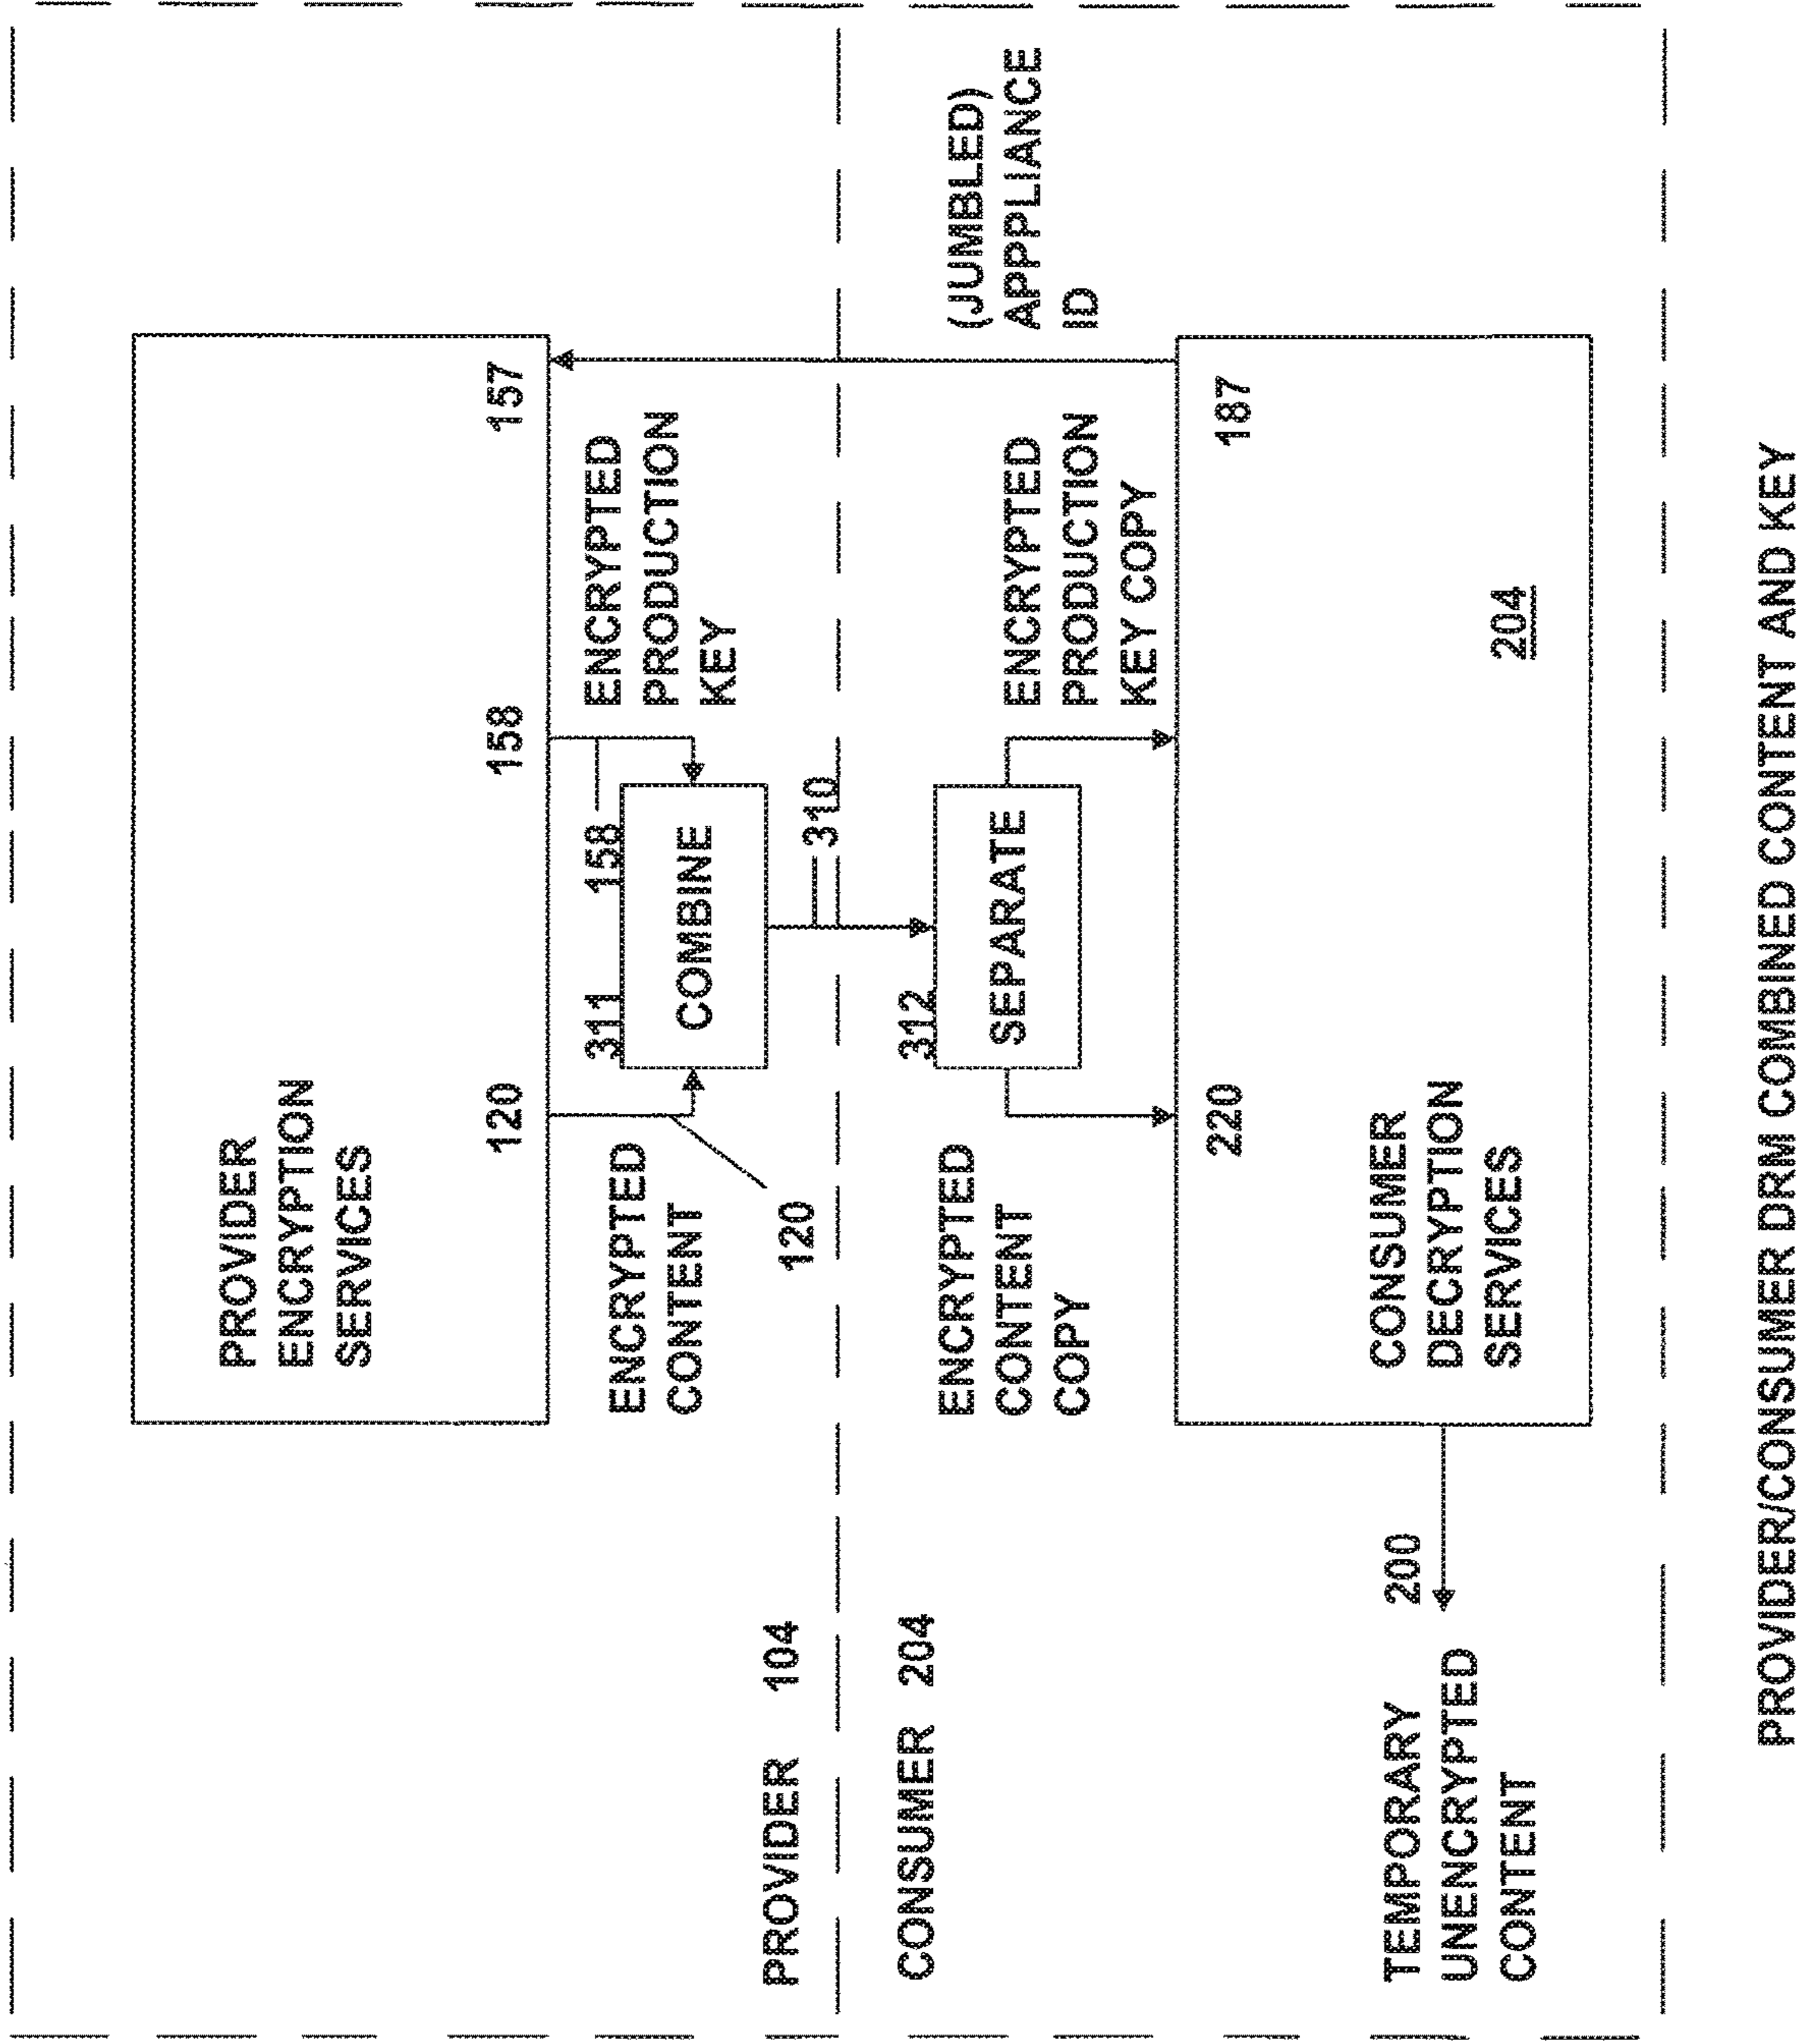 PROVIDER
ENCRYPTION
SERVICES
120
158
157
ENCRYPTED
CONTENT
120
311
158
COMBINE
ENCRYPTED
PRODUCTION
KEY
PROVIDER 104
310
CONSUMER 204
ENCRYPTED
CONTENT
COPY
312
SEPARATE
ENCRYPTED
PRODUCTION
KEY COPY
(JUMBLED)
APPPLIANCE
ID
220
187
CONSUMER
DECRYPTION
SERVICES
204
200
TEMPORARY
UNENCRYPTED
CONTENT
PROVIDER/CONSUMER DRM COMBINED CONTENT AND KEY